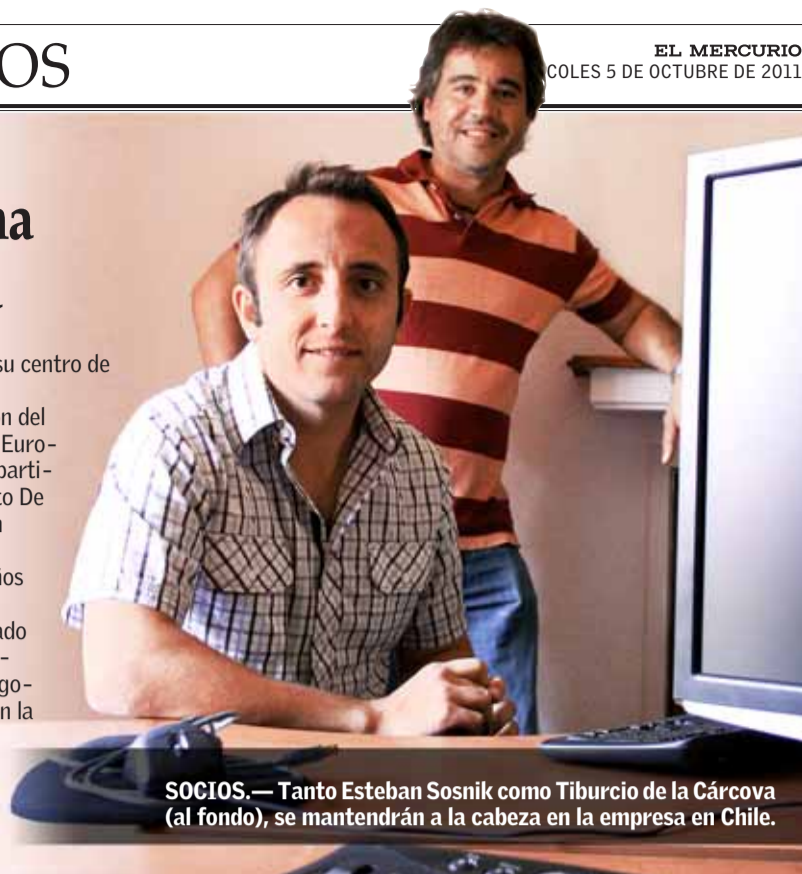 OS
EL MERCURIO
COLES 5 DE OCTUBRE DE 2011
na
su centro de
n del
Euro-
parti-
to De
ios
ado
-
go-
n la
SOCIOS.— Tanto Esteban Sosnik como Tiburcio de la Cárcova
(al fondo), se mantendrán a la cabeza en la empresa en Chile.